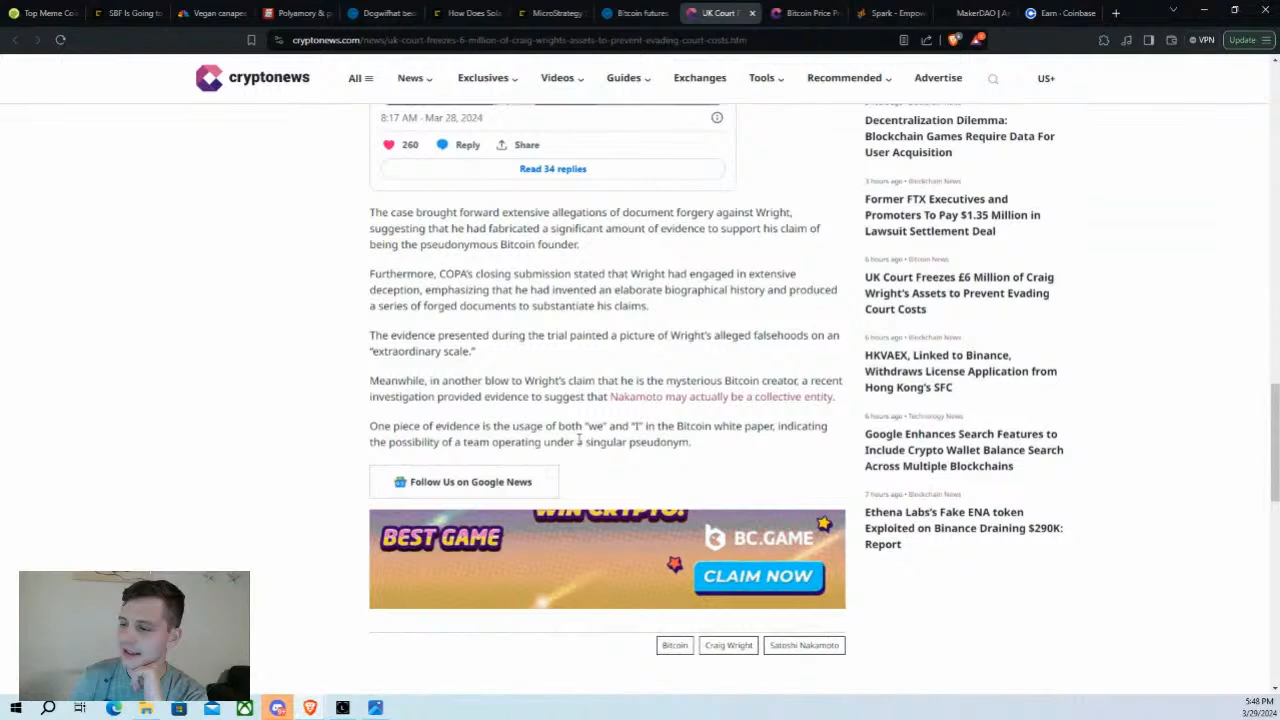 Top Meme Coi
SBF Is Going to
Vegan canape
Polyamory & p
Dogwifhat bec
How Does Sola
MicroStrategy
Bitcoin futures
UK Court F
Bitcoin Price Pr
Spark - Empow
MakerDAO | A
Earn - Coinbase
cryptonews.com/news/uk-court-freezes-6-million-of-craig-wrights-assets-to-prevent-evading-court-costs.htm
VPN
Update
cryptonews
All
News
Exclusives
Videos
Guides
Exchanges
Tools
Recommended
Advertise
US+
8:17 AM · Mar 28, 2024
260
Reply
Share
Read 34 replies
The case brought forward extensive allegations of document forgery against Wright,
suggesting that he had fabricated a significant amount of evidence to support his claim of
being the pseudonymous Bitcoin founder.
Furthermore, COPA's closing submission stated that Wright had engaged in extensive
deception, emphasizing that he had invented an elaborate biographical history and produced
a series of forged documents to substantiate his claims.
The evidence presented during the trial painted a picture of Wright's alleged falsehoods on an
"extraordinary scale."
Meanwhile, in another blow to Wright's claim that he is the mysterious Bitcoin creator, a recent
investigation provided evidence to suggest that Nakamoto may actually be a collective entity.
One piece of evidence is the usage of both "we" and "I" in the Bitcoin white paper, indicating
the possibility of a team operating under a singular pseudonym.
Follow Us on Google News
WIN CRYPTO!
BEST GAME
BC.GAME
CLAIM NOW
Bitcoin
Craig Wright
Satoshi Nakamoto
Decentralization Dilemma:
Blockchain Games Require Data For
User Acquisition
3 hours ago • Blockchain News
Former FTX Executives and
Promoters To Pay $1.35 Million in
Lawsuit Settlement Deal
6 hours ago • Bitcoin News
UK Court Freezes £6 Million of Craig
Wright's Assets to Prevent Evading
Court Costs
6 hours ago • Blockchain News
HKVAEX, Linked to Binance,
Withdraws License Application from
Hong Kong's SFC
6 hours ago • Technology News
Google Enhances Search Features to
Include Crypto Wallet Balance Search
Across Multiple Blockchains
7 hours ago • Blockchain News
Ethena Labs's Fake ENA token
Exploited on Binance Draining $290K:
Report
5:48 PM
3/29/2024